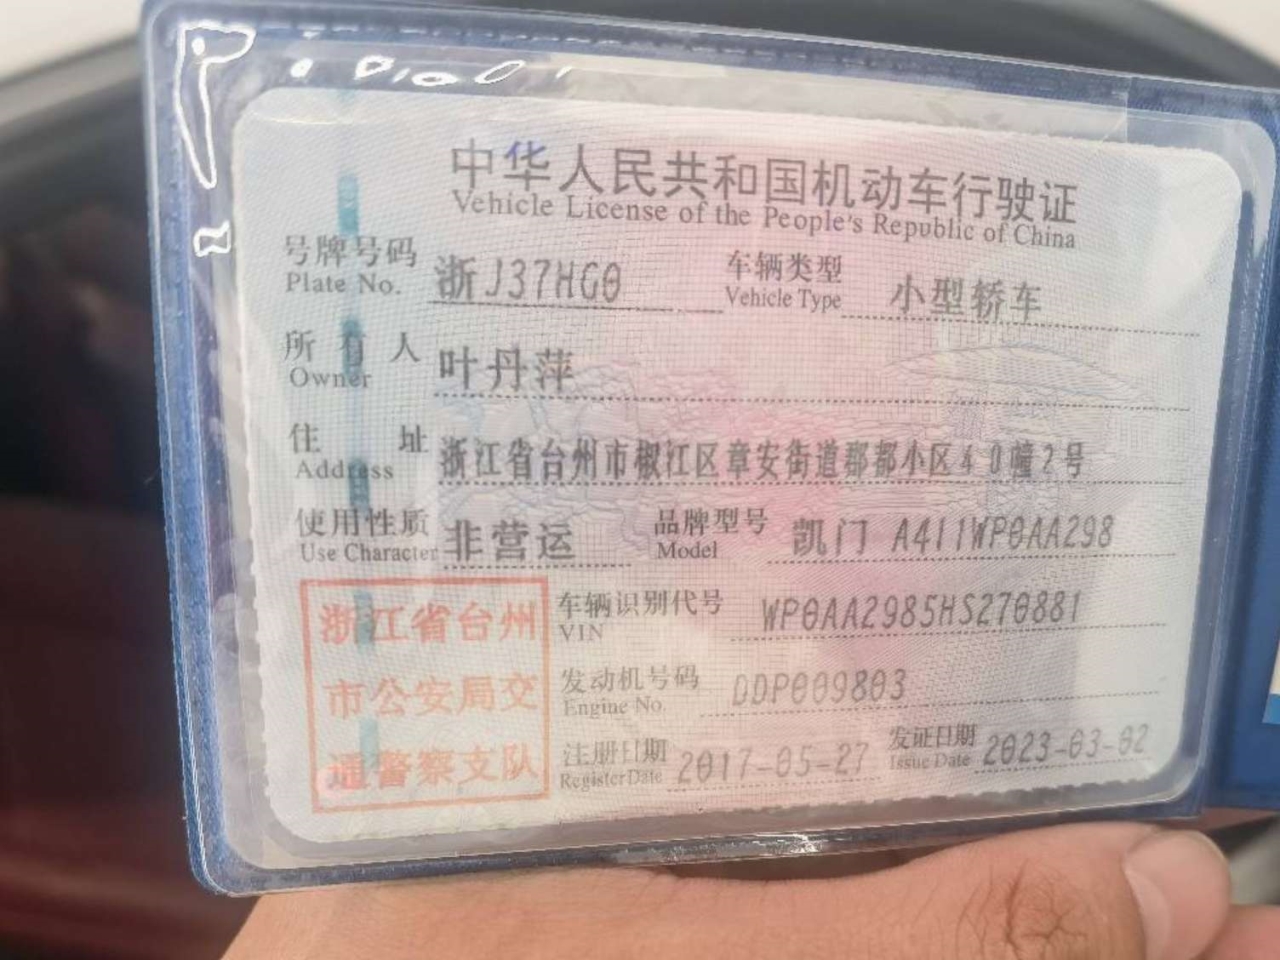 中华人民共和国机动车行驶证
Vehicle License of the People's Republic of China
号牌号码 浙J37HG0 车辆类型 小型轿车
Plate No. Vehicle Type
所有人 叶丹萍
Owner
住址 浙江省台州市椒江区章安街道郡都小区40幢2号
Address
使用性质 非营运 品牌型号 凯门 A411WP0AA298
Use Character Model
浙江省台州 车辆识别代号 WP0AA2985HS270881
VIN
市公安局交 发动机号码 DDP009803
Engine No.
通警察支队 注册日期 2017-05-27 发证日期 2023-03-02
Register Date Issue Date